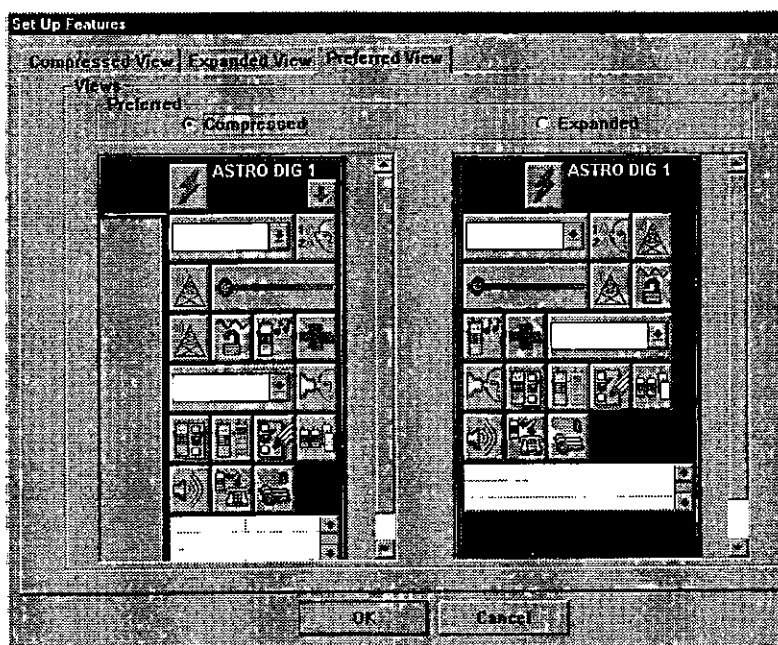 Set Up Features
Compressed View Expanded View Preferred View
Views
Preferred
Compressed Expanded
ASTRO DIG 1 ASTRO DIG 1
OK Cancel